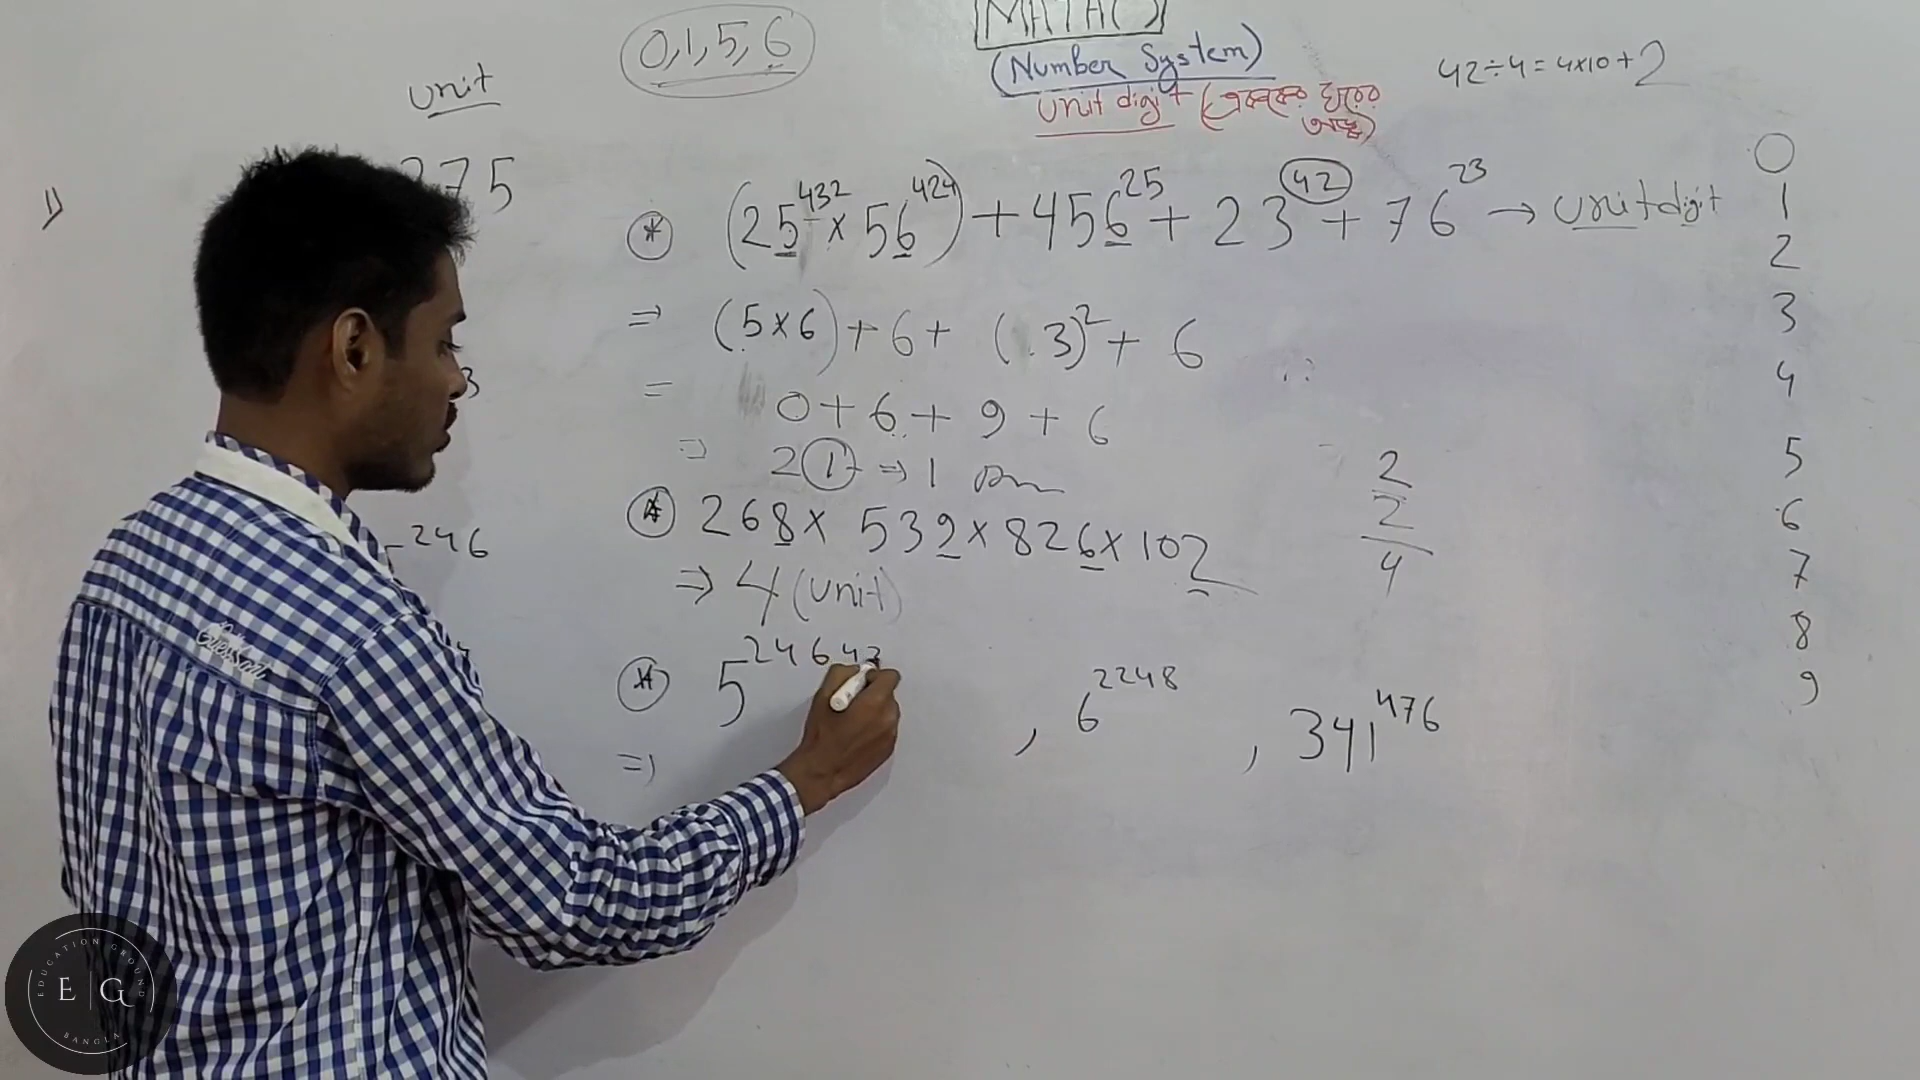 0,1,5,6
MATH
(Number System)
42÷4 = 4×10+2
unit
unit digit (এককের ঘরের
অঙ্ক)
1)
275
(25⁴³² × 56⁴²⁴) + 456²⁵ + 23⁴² + 76²³ → unit digit
⇒ (5×6) + 6 + (3)² + 6
= 0 + 6 + 9 + 6
⇒ 21 ⇒ 1
268 × 539 × 826 × 102
⇒ 4 (unit)
246
5²⁴⁶⁴³ , 6²²⁴⁸ , 341⁴⁷⁶
⇒
2
2
4
0
1
2
3
4
5
6
7
8
9
EDUCATION GROUND
E G
BANGLA